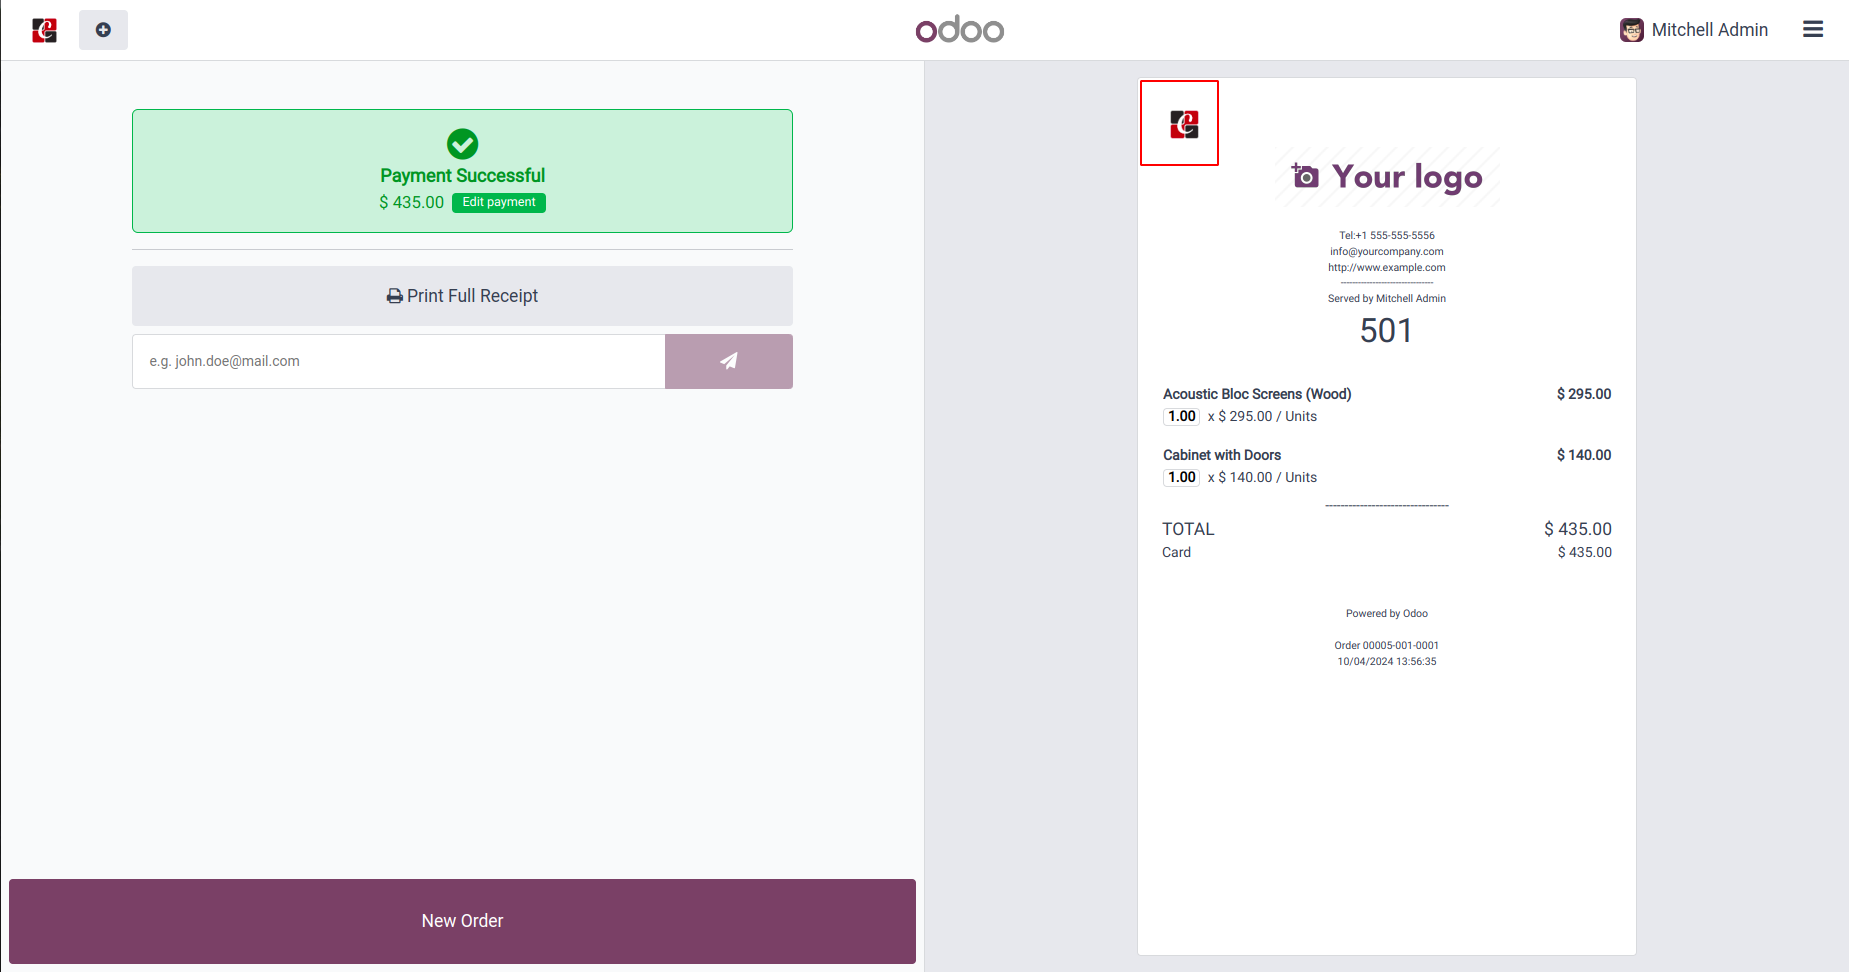 odoo
Mitchell Admin
Payment Successful
$ 435.00 Edit payment
Print Full Receipt
e.g. john.doe@mail.com
New Order
C
Your logo
Tel:+1 555-555-5556
info@yourcompany.com
http://www.example.com
--------------------------------
Served by Mitchell Admin
501
Acoustic Bloc Screens (Wood) $ 295.00
1.00 x $ 295.00 / Units
Cabinet with Doors $ 140.00
1.00 x $ 140.00 / Units
--------------------------------
TOTAL $ 435.00
Card $ 435.00
Powered by Odoo
Order 00005-001-0001
10/04/2024 13:56:35